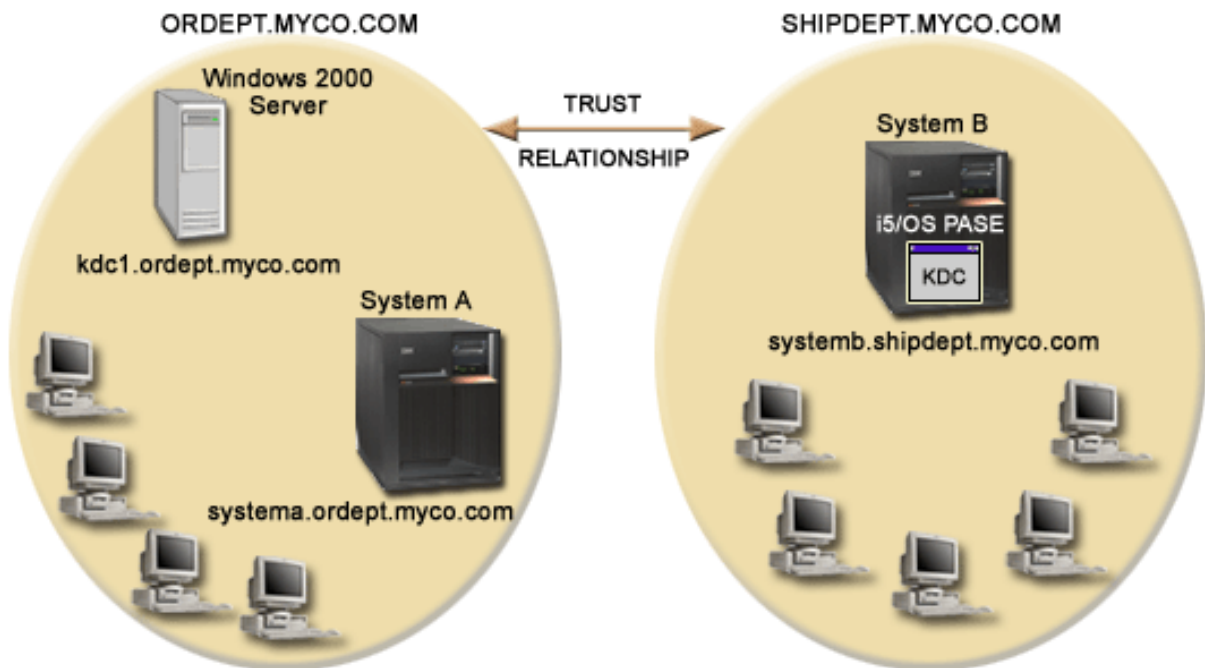 ORDEPT.MYCO.COM
Windows 2000
Server
kdc1.ordept.myco.com
System A
systema.ordept.myco.com
TRUST
RELATIONSHIP
SHIPDEPT.MYCO.COM
System B
i5/OS PASE
KDC
systemb.shipdept.myco.com